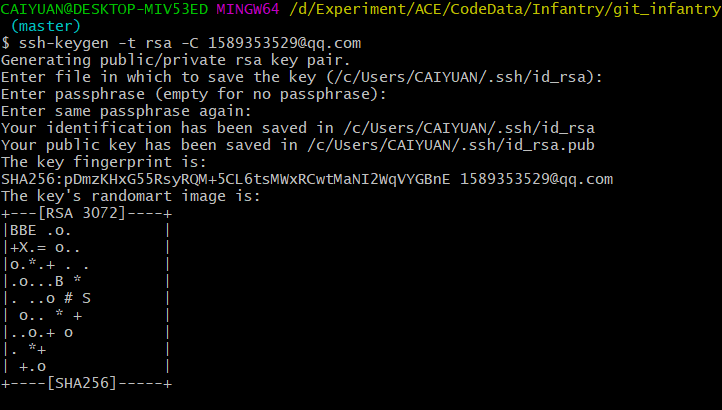 CAIYUAN@DESKTOP-MIV53ED MINGW64 /d/Experiment/ACE/CodeData/Infantry/git_infantry
 (master)
$ ssh-keygen -t rsa -C 1589353529@qq.com
Generating public/private rsa key pair.
Enter file in which to save the key (/c/Users/CAIYUAN/.ssh/id_rsa):
Enter passphrase (empty for no passphrase):
Enter same passphrase again:
Your identification has been saved in /c/Users/CAIYUAN/.ssh/id_rsa
Your public key has been saved in /c/Users/CAIYUAN/.ssh/id_rsa.pub
The key fingerprint is:
SHA256:pDmzKHxG55RsyRQM+5CL6tsMWxRCwtMaNI2WqVYGBnE 1589353529@qq.com
The key's randomart image is:
+---[RSA 3072]----+
|BBE .o.          |
|+X.= o..         |
|o.*.+ . .        |
|.o...B *         |
|. ..o # S        |
| o.. * +         |
|..o.+ o          |
|. *+             |
| +.o             |
+----[SHA256]-----+